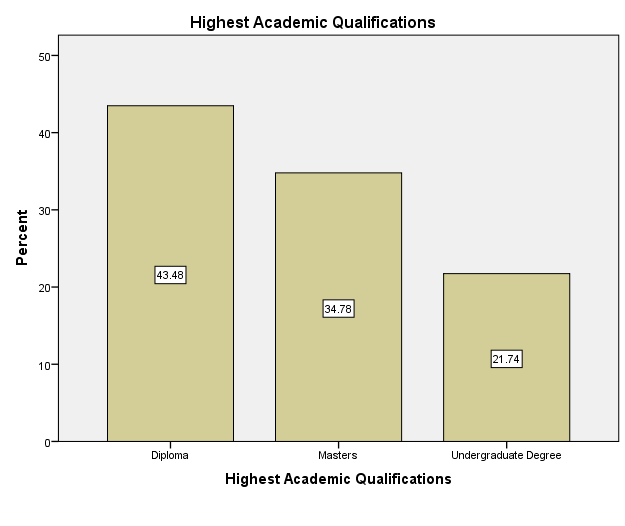 Highest Academic Qualifications
Percent
50
40
30
20
10
0
43.48
34.78
21.74
Diploma
Masters
Undergraduate Degree
Highest Academic Qualifications